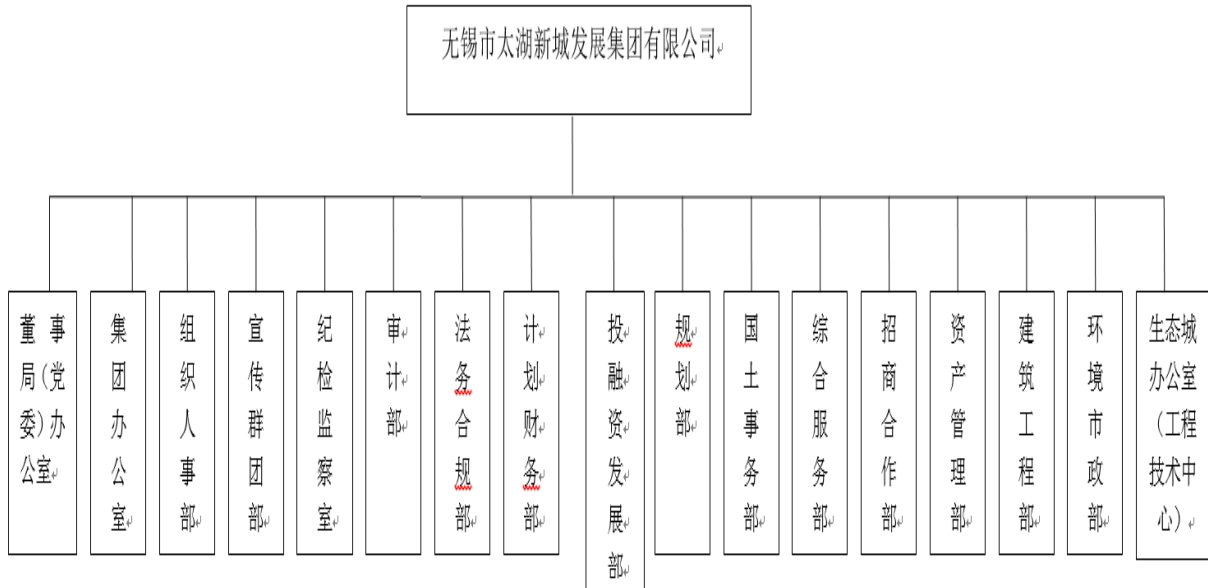 无锡市太湖新城发展集团有限公司
董事
局(党
委)办
公室
集团办公室
组织人事部
宣传群团部
纪检监察室
审计部
法务合规部
计划财务部
投融资发展部
规划部
国土事务部
综合服务部
招商合作部
资产管理部
建筑工程部
环境市政部
生态城
办公室
(工程
技术中
心)